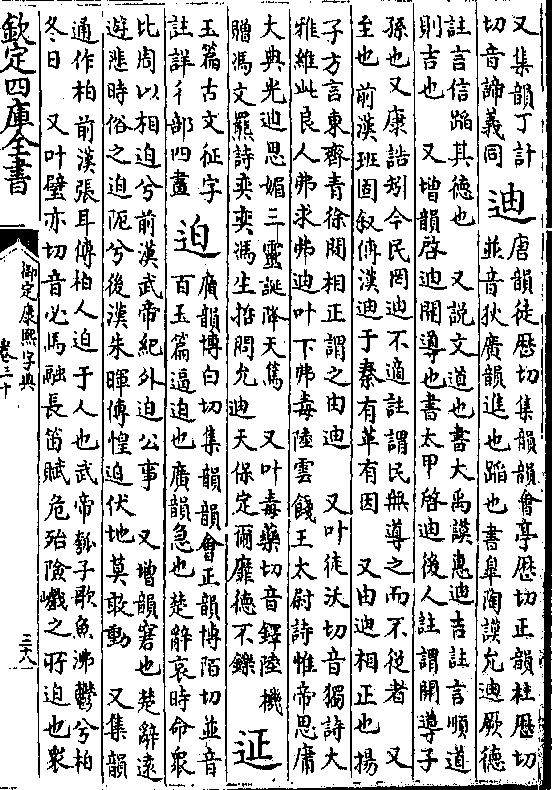 又集韻丁計
切音諦義同
迪
唐韻徒歷切集韻韻會亭歷切正韻杜歷切
並音狄廣韻進也蹈也書臯陶謨允迪厥德
註言信蹈其德也　又說文道也書大禹謨惠迪吉註言順道
則吉也　又增韻啓迪開導也書太甲啓迪後人註謂開導子
孫也又康誥矧今民罔迪不適註謂民無導之而不從者　又
至也　前漢班固叙傳漢迪于秦有革有因　又由迪相正也揚
子方言東齊青徐間相正謂之由迪　又叶徒沃切音獨詩大
雅維此良人弗求弗迪叶下弗毒陸雲餞王太尉詩惟帝思庸
大典光迪思媚三靈誕降天篤　又叶毒藥切音鐸陸機
贈馮文羆詩奕奕馮生哲問允迪天保定爾靡德不鑠
𨒌
玉篇古文征字
註詳彳部四畫
迫
廣韻博白切集韻韻會正韻博陌切並音
百玉篇逼迫也廣韻急也楚辭哀時命衆
比周以相迫兮前漢武帝紀外迫公事　又增韻窘也楚辭遠
遊悲時俗之迫阨兮後漢朱暉傳惶迫伏地莫敢動　又集韻
通作柏前漢張耳傳柏人迫于人也武帝瓠子歌魚沸鬱兮柏
冬日　又叶璧亦切音必馬融長笛賦危殆險巇之所迫也衆
欽定四庫全書
御定康熙字典
卷三十
三十八